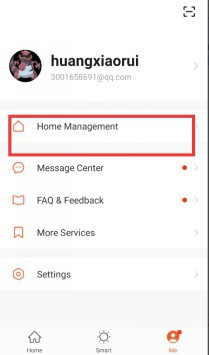 huangxiaorui
3001658691@qq.com
Home Management
Message Center
FAQ & Feedback
More Services
Settings
Home Smart Me